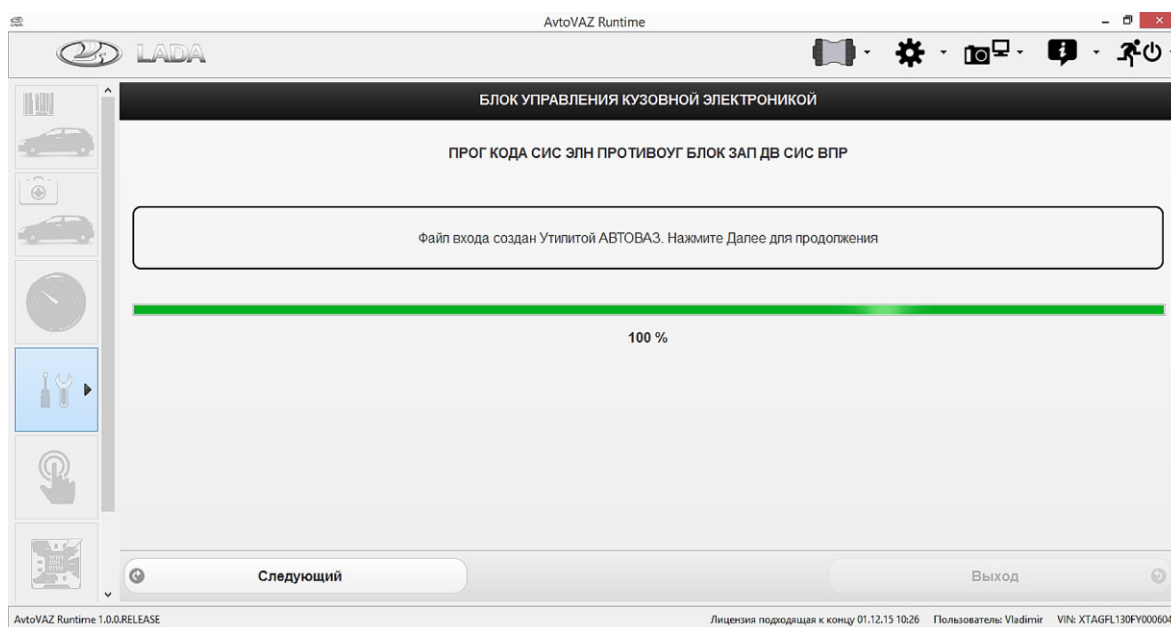 AvtoVAZ Runtime
LADA
БЛОК УПРАВЛЕНИЯ КУЗОВНОЙ ЭЛЕКТРОНИКОЙ
ПРОГ КОДА СИС ЭЛН ПРОТИВОУГ БЛОК ЗАП ДВ СИС ВПР
Файл входа создан Утилитой АВТОВАЗ. Нажмите Далее для продолжения
100 %
Следующий
Выход
AvtoVAZ Runtime 1.0.0.RELEASE
Лицензия подходящая к концу 01.12.15 10:26 Пользователь: Vladimir VIN: XTAGFL130FY000604